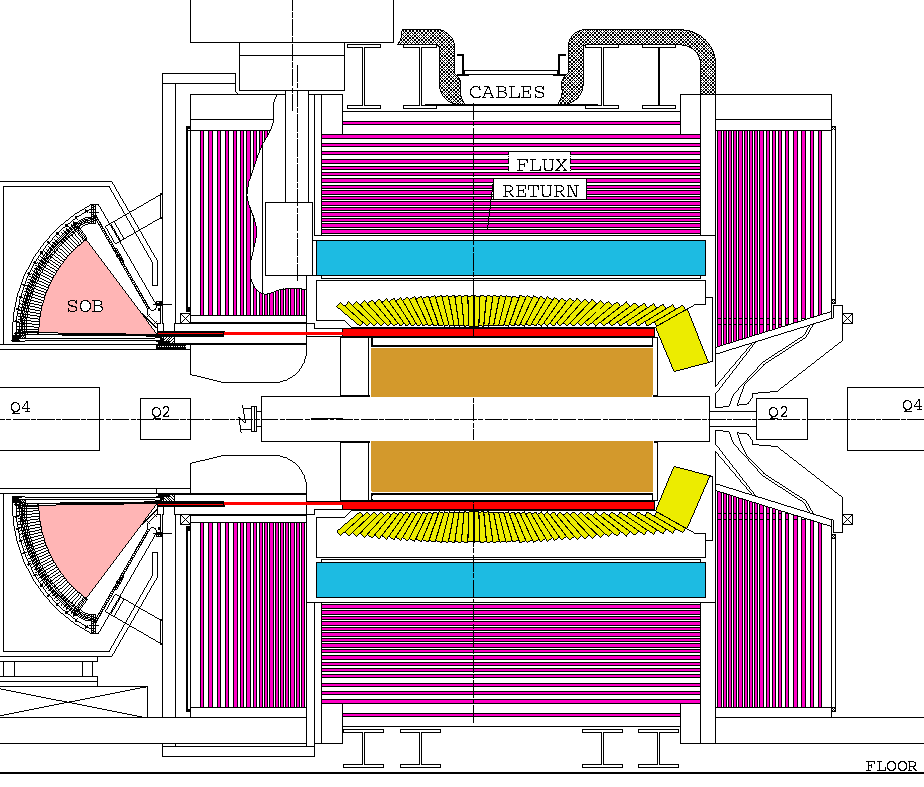 CABLES
FLUX
RETURN
SOB
Q4
Q2
Q2
Q4
FLOOR